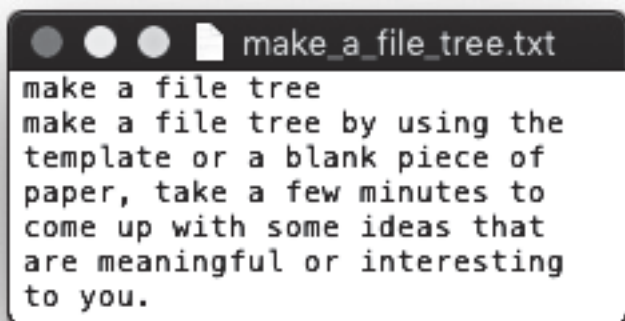 make_a_file_tree.txt
make a file tree
make a file tree by using the
template or a blank piece of
paper, take a few minutes to
come up with some ideas that
are meaningful or interesting
to you.